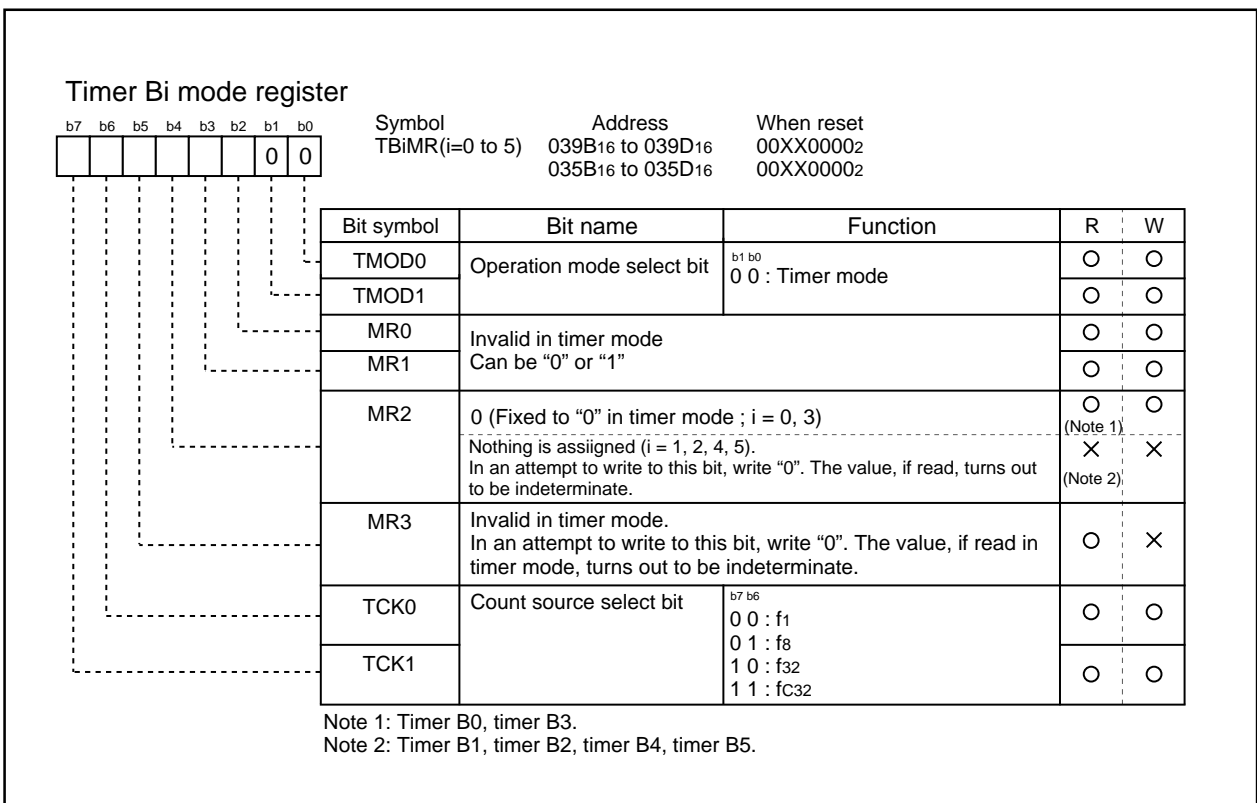 Timer Bi mode register
b7 b6 b5 b4 b3 b2 b1 b0
0 0
Symbol Address When reset
TBiMR(i=0 to 5) 039B16 to 039D16 00XX00002
035B16 to 035D16 00XX00002
Bit symbol Bit name Function R W
TMOD0 Operation mode select bit b1 b0
0 0 : Timer mode
TMOD1
MR0 Invalid in timer mode
MR1 Can be “0” or “1”
MR2 0 (Fixed to “0” in timer mode ; i = 0, 3)
(Note 1)
Nothing is assiigned (i = 1, 2, 4, 5).
In an attempt to write to this bit, write “0”. The value, if read, turns out
to be indeterminate.
(Note 2)
MR3 Invalid in timer mode.
In an attempt to write to this bit, write “0”. The value, if read in
timer mode, turns out to be indeterminate.
TCK0 Count source select bit b7 b6
0 0 : f1
0 1 : f8
TCK1 1 0 : f32
1 1 : fC32
Note 1: Timer B0, timer B3.
Note 2: Timer B1, timer B2, timer B4, timer B5.